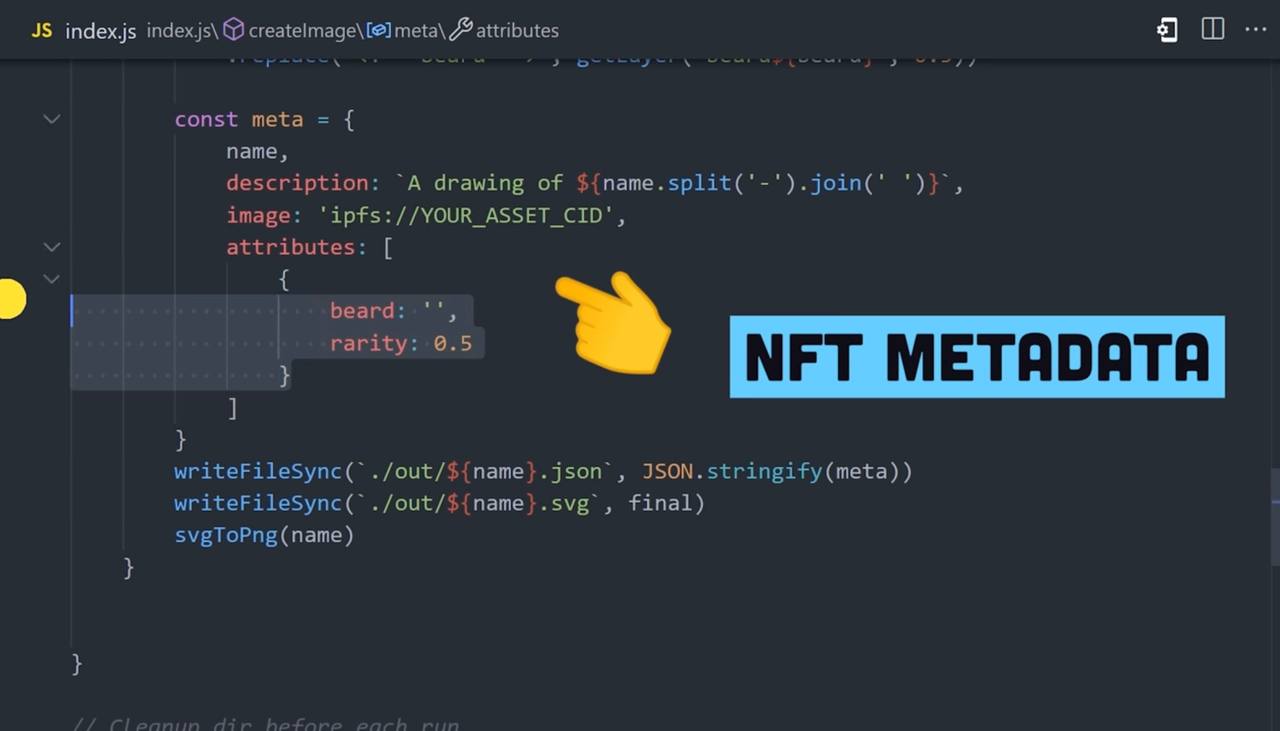 JS index.js index.js\createImage\meta\attributes
const meta = {
name,
description: `A drawing of ${name.split('-').join(' ')}`,
image: 'ipfs://YOUR_ASSET_CID',
attributes: [
{
beard: '',
rarity: 0.5
}
]
}
NFT METADATA
writeFileSync(`./out/${name}.json`, JSON.stringify(meta))
writeFileSync(`./out/${name}.svg`, final)
svgToPng(name)
}
}
// Cleanup dir before each run